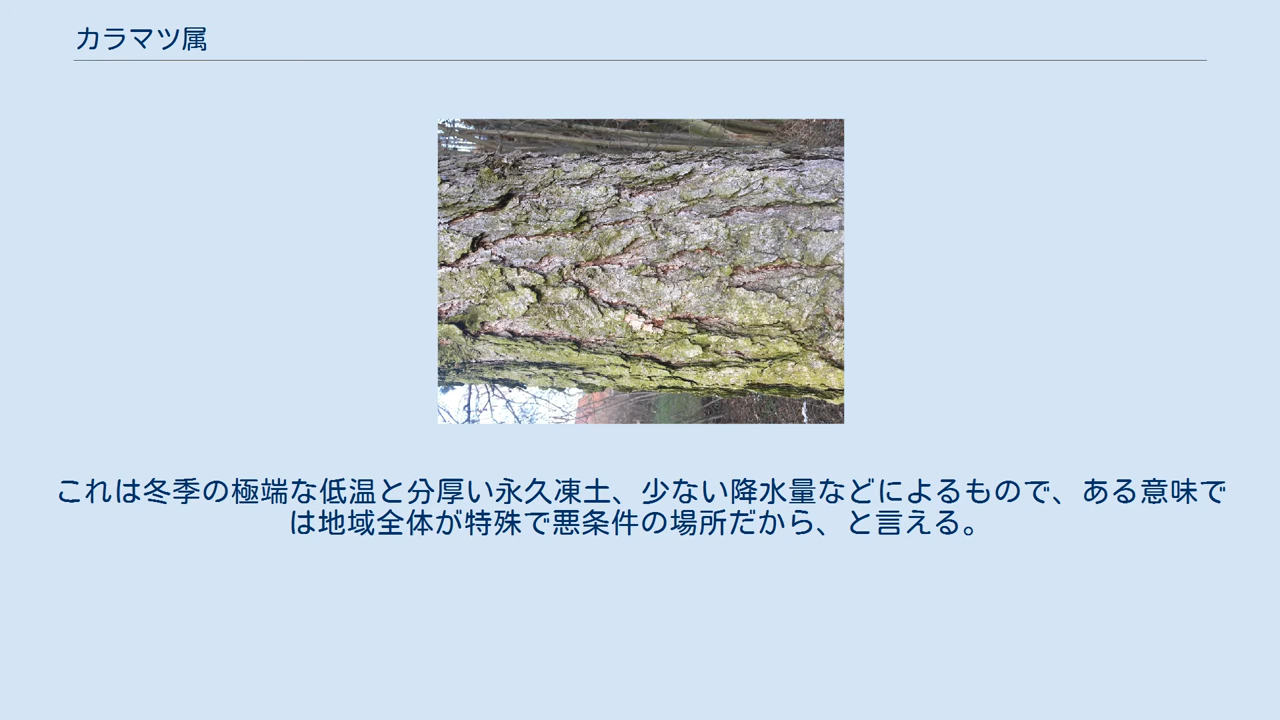 カラマツ属
これは冬季の極端な低温と分厚い永久凍土、少ない降水量などによるもので、ある意味で
は地域全体が特殊で悪条件の場所だから、と言える。